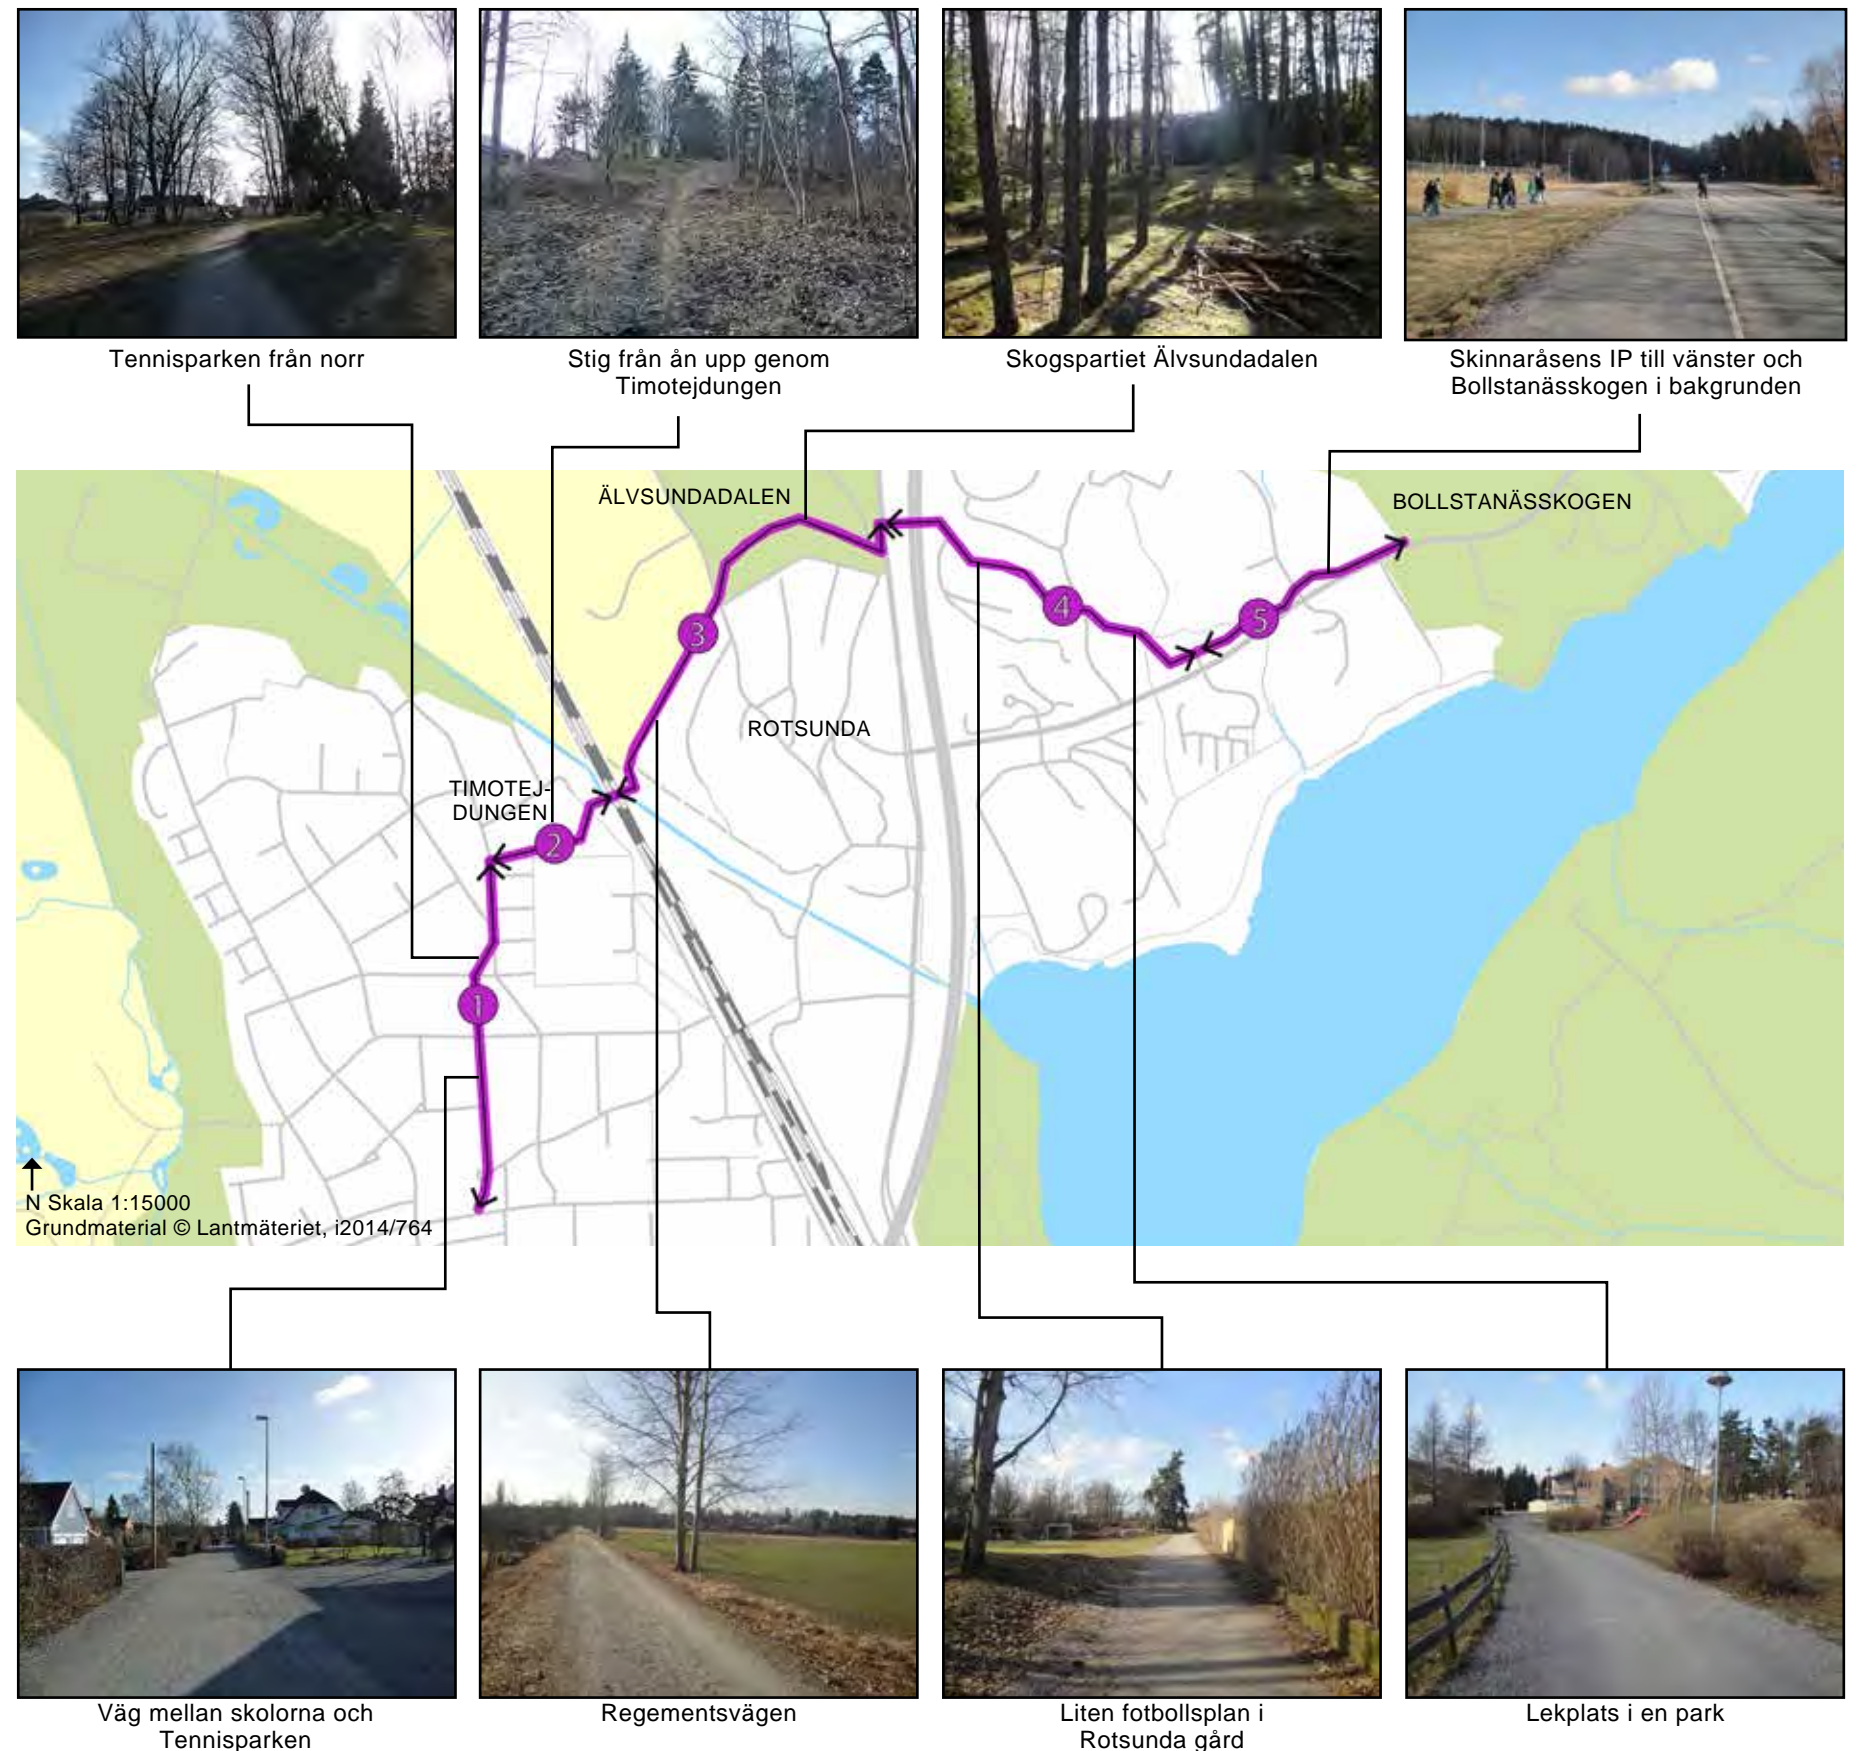 Tennisparken från norr
Stig från ån upp genom
Timotejdungen
Skogspartiet Älvsundadalen
Skinnaråsens IP till vänster och
Bollstanässkogen i bakgrunden
ÄLVSUNDADALEN
BOLLSTANÄSSKOGEN
4
5
3
ROTSUNDA
TIMOTEJ-
DUNGEN
2
1
N Skala 1:15000
Grundmaterial © Lantmäteriet, i2014/764
Väg mellan skolorna och
Tennisparken
Regementsvägen
Liten fotbollsplan i
Rotsunda gård
Lekplats i en park